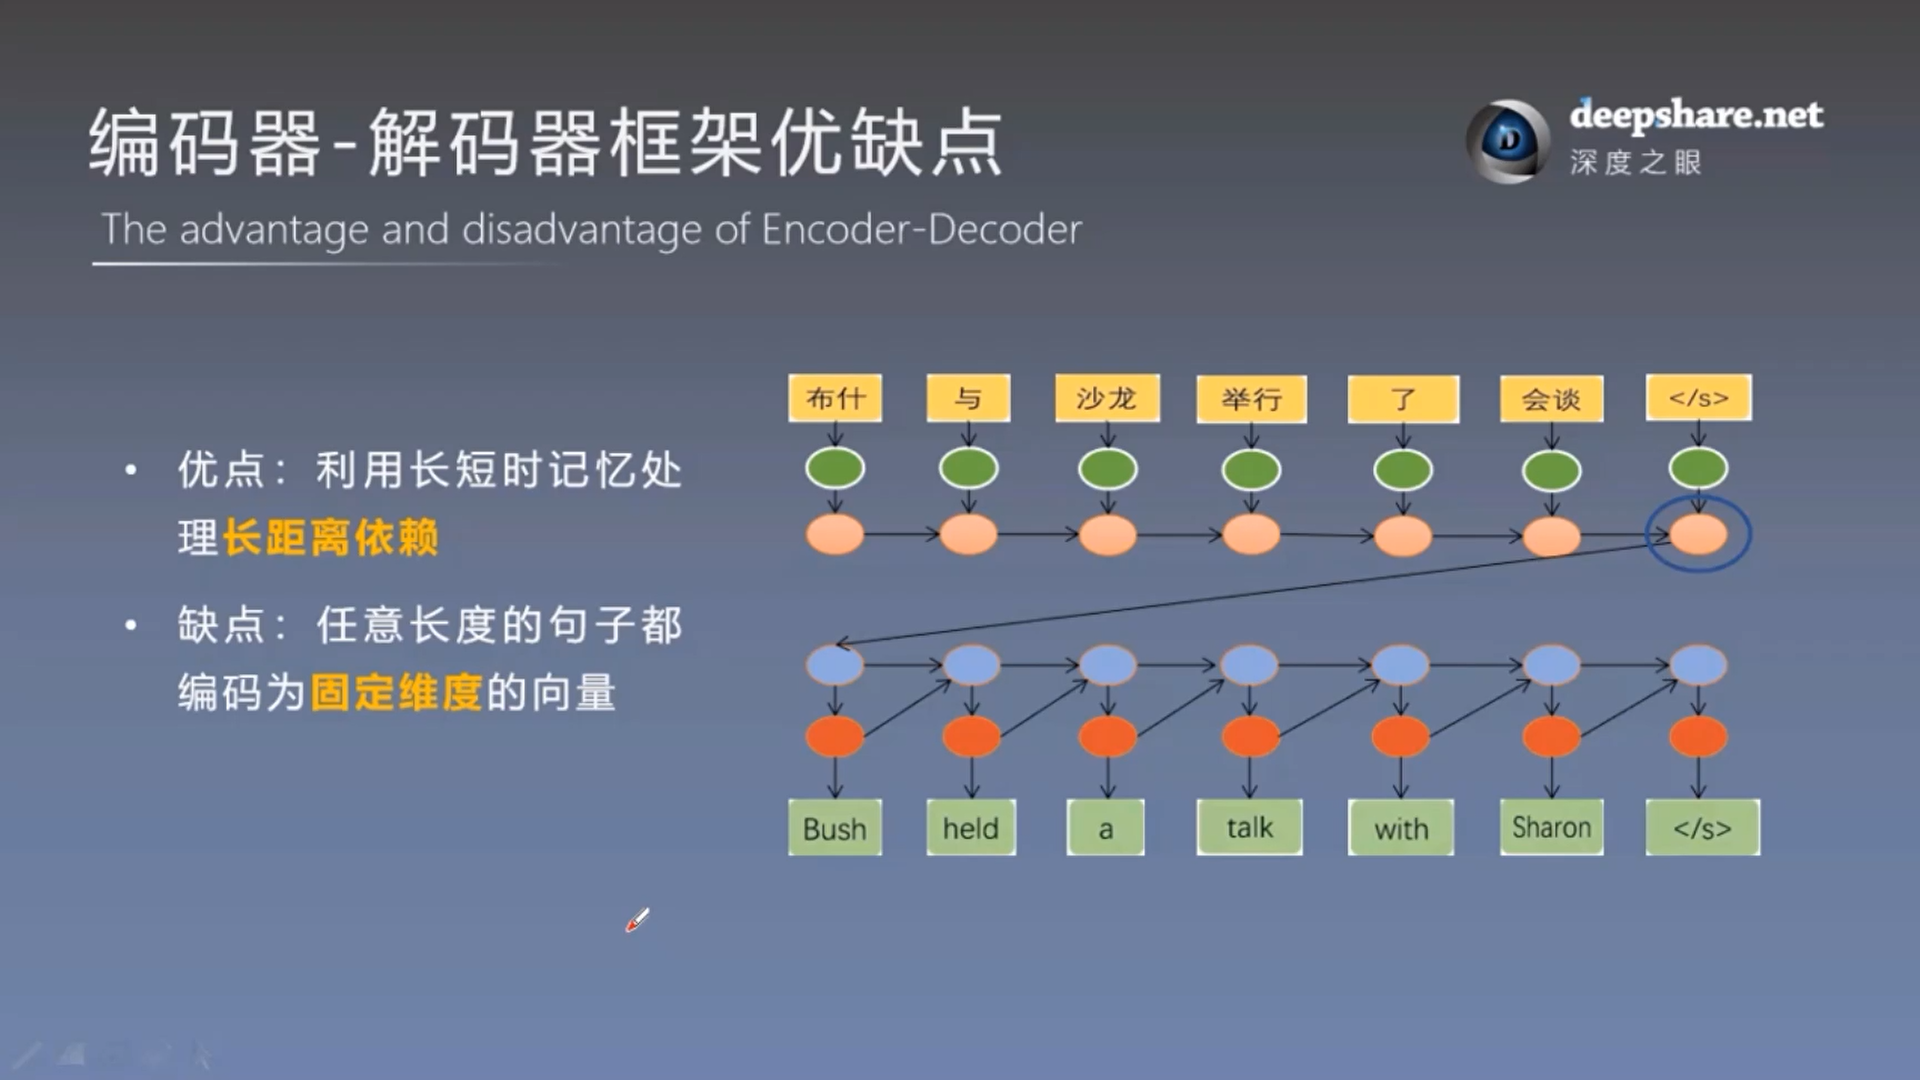 编码器-解码器框架优缺点
The advantage and disadvantage of Encoder-Decoder
deepshare.net
深度之眼
• 优点：利用长短时记忆处
理长距离依赖
• 缺点：任意长度的句子都
编码为固定维度的向量
布什 与 沙龙 举行 了 会谈 </s>
Bush held a talk with Sharon </s>